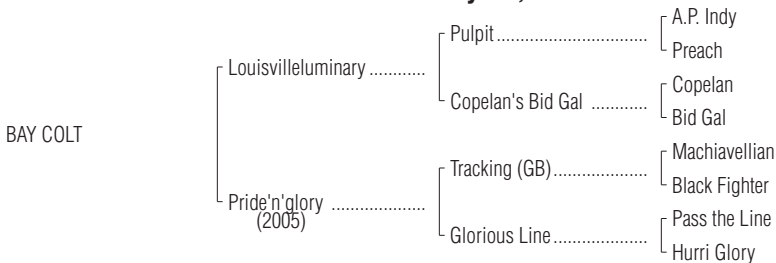 A.P. Indy
Pulpit
Preach
Louisvilleluminary
Copelan
Copelan's Bid Gal
Bid Gal
BAY COLT
Machiavellian
Tracking (GB)
Black Fighter
Pride'n'glory
(2005)
Pass the Line
Glorious Line
Hurri Glory